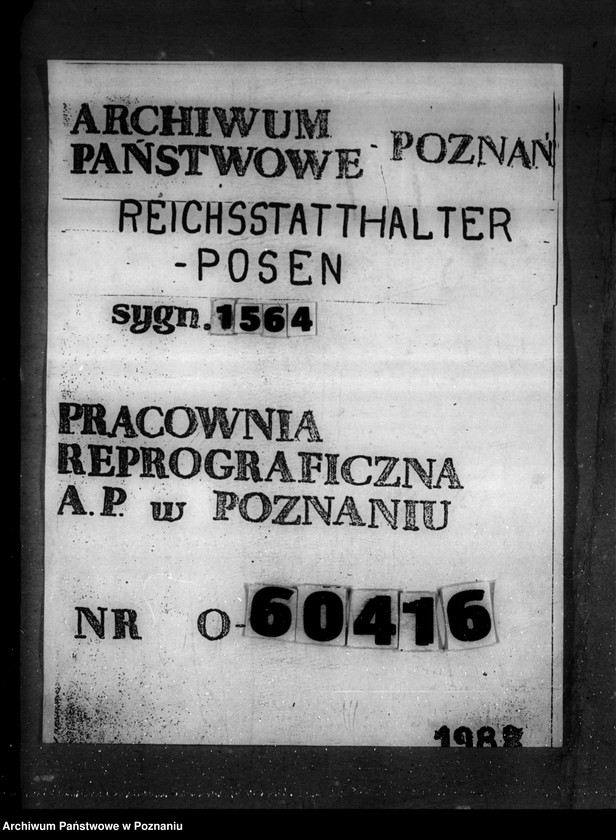 ARCHIWUM
PAŃSTWOWE POZNAŃ
REICHSSTATTHALTER
-POSEN
sygn. 1564
PRACOWNIA
REPROGRAFICZNA
A.P. w POZNANIU
NR O-60416
Archiwum Państwowe w Poznaniu